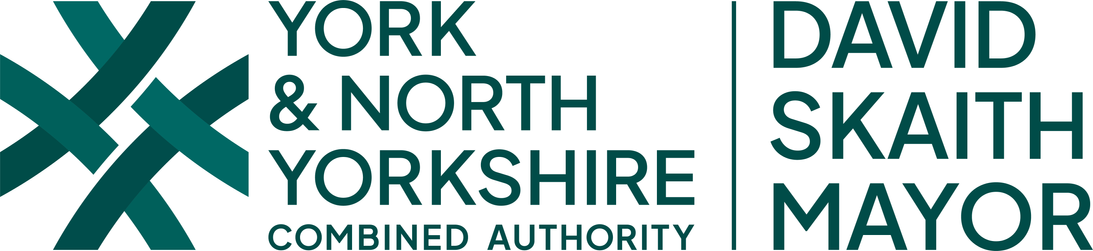 YORK
& NORTH
YORKSHIRE
COMBINED AUTHORITY
DAVID
SKAITH
MAYOR